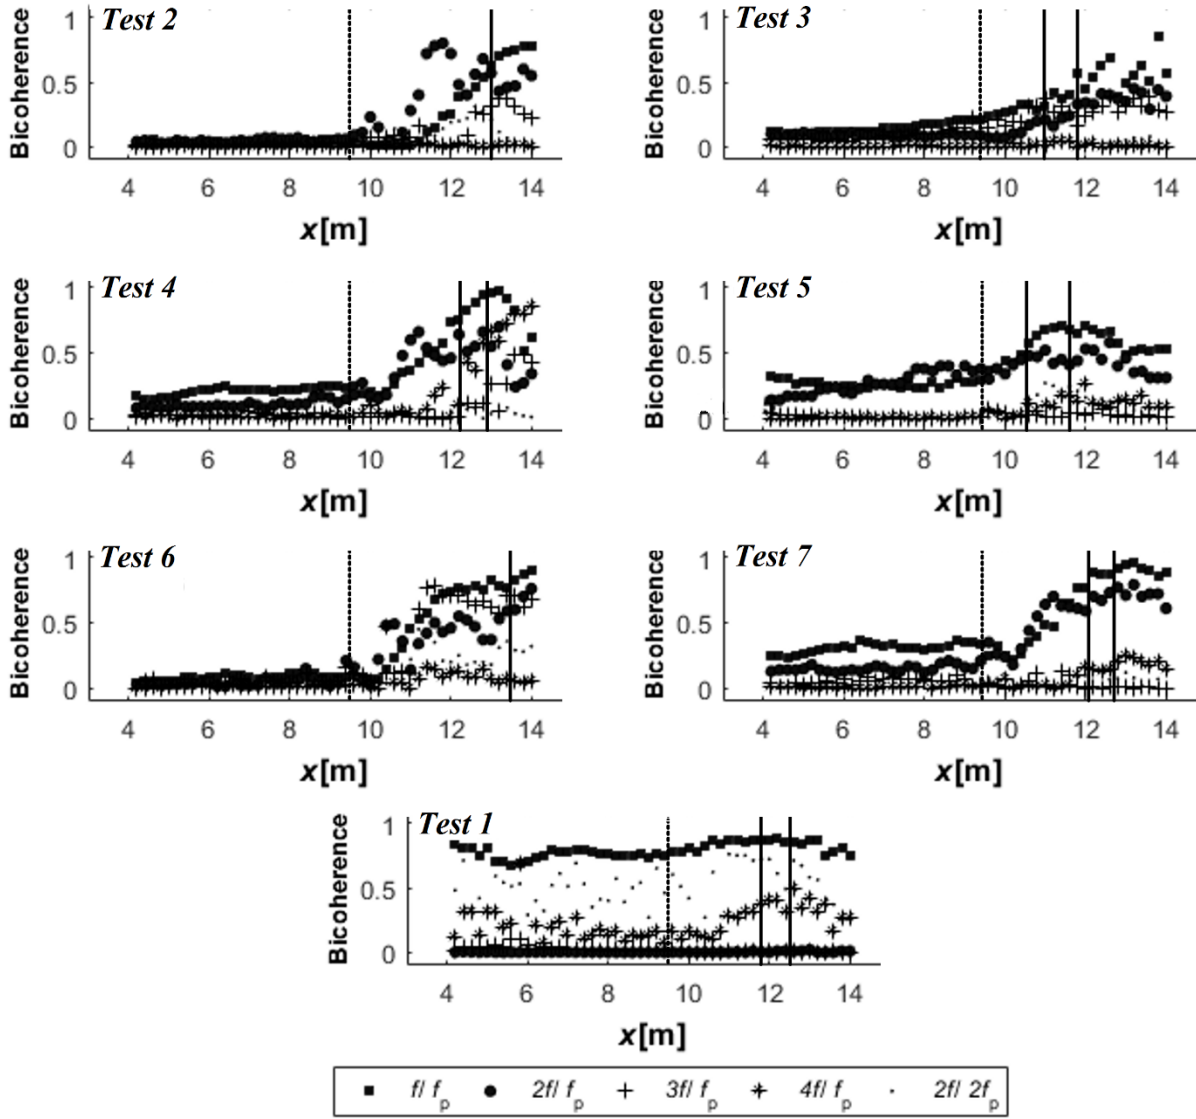 Test 2
Test 3
Bicoherence
1
0.5
0
4 6 8 10 12 14
x[m]
Bicoherence
1
0.5
0
4 6 8 10 12 14
x[m]
Test 4
Test 5
Bicoherence
1
0.5
0
4 6 8 10 12 14
x[m]
Bicoherence
1
0.5
0
4 6 8 10 12 14
x[m]
Test 6
Test 7
Bicoherence
1
0.5
0
4 6 8 10 12 14
x[m]
Bicoherence
1
0.5
0
4 6 8 10 12 14
x[m]
Test 1
Bicoherence
1
0.5
0
4 6 8 10 12 14
x[m]
f/ fp 2f/ fp 3f/ fp 4f/ fp 2f/ 2fp